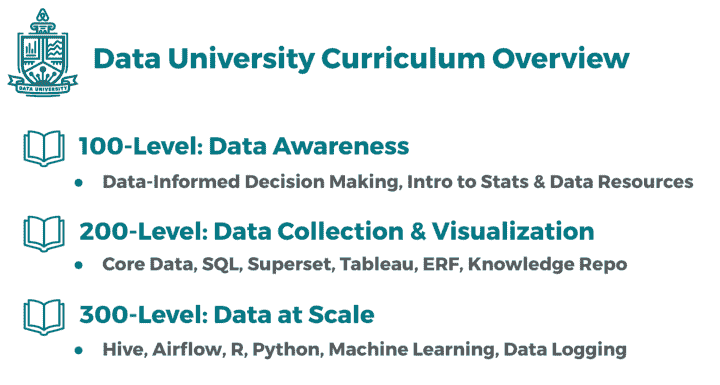 DATA UNIVERSITY
Data University Curriculum Overview
100-Level: Data Awareness
• Data-Informed Decision Making, Intro to Stats & Data Resources
200-Level: Data Collection & Visualization
• Core Data, SQL, Superset, Tableau, ERF, Knowledge Repo
300-Level: Data at Scale
• Hive, Airflow, R, Python, Machine Learning, Data Logging